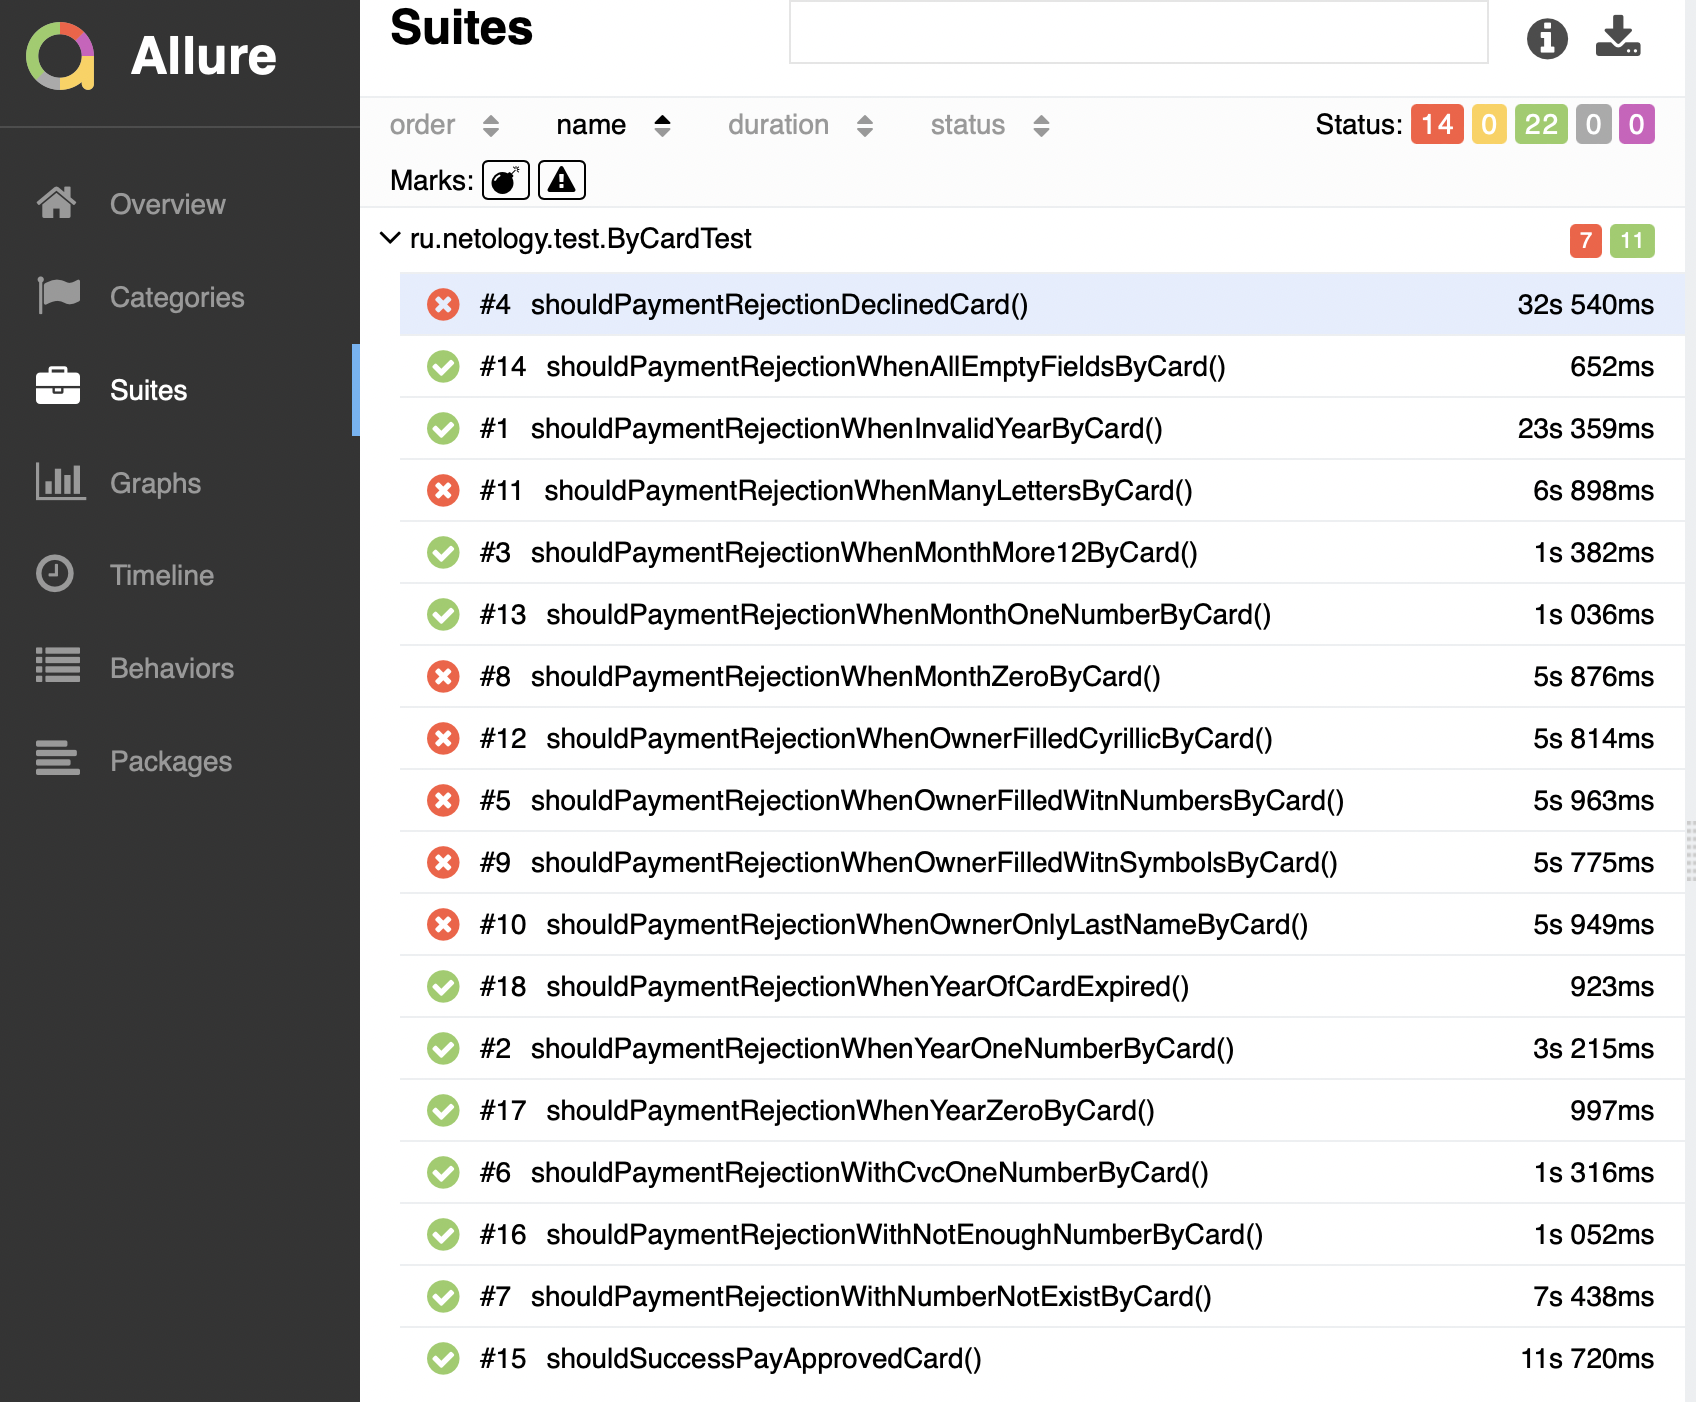 Allure
Overview
Categories
Suites
Graphs
Timeline
Behaviors
Packages
Suites
order name duration status Status: 14 0 22 0 0
Marks:
ru.netology.test.ByCardTest 7 11
#4 shouldPaymentRejectionDeclinedCard() 32s 540ms
#14 shouldPaymentRejectionWhenAllEmptyFieldsByCard() 652ms
#1 shouldPaymentRejectionWhenInvalidYearByCard() 23s 359ms
#11 shouldPaymentRejectionWhenManyLettersByCard() 6s 898ms
#3 shouldPaymentRejectionWhenMonthMore12ByCard() 1s 382ms
#13 shouldPaymentRejectionWhenMonthOneNumberByCard() 1s 036ms
#8 shouldPaymentRejectionWhenMonthZeroByCard() 5s 876ms
#12 shouldPaymentRejectionWhenOwnerFilledCyrillicByCard() 5s 814ms
#5 shouldPaymentRejectionWhenOwnerFilledWitnNumbersByCard() 5s 963ms
#9 shouldPaymentRejectionWhenOwnerFilledWitnSymbolsByCard() 5s 775ms
#10 shouldPaymentRejectionWhenOwnerOnlyLastNameByCard() 5s 949ms
#18 shouldPaymentRejectionWhenYearOfCardExpired() 923ms
#2 shouldPaymentRejectionWhenYearOneNumberByCard() 3s 215ms
#17 shouldPaymentRejectionWhenYearZeroByCard() 997ms
#6 shouldPaymentRejectionWithCvcOneNumberByCard() 1s 316ms
#16 shouldPaymentRejectionWithNotEnoughNumberByCard() 1s 052ms
#7 shouldPaymentRejectionWithNumberNotExistByCard() 7s 438ms
#15 shouldSuccessPayApprovedCard() 11s 720ms